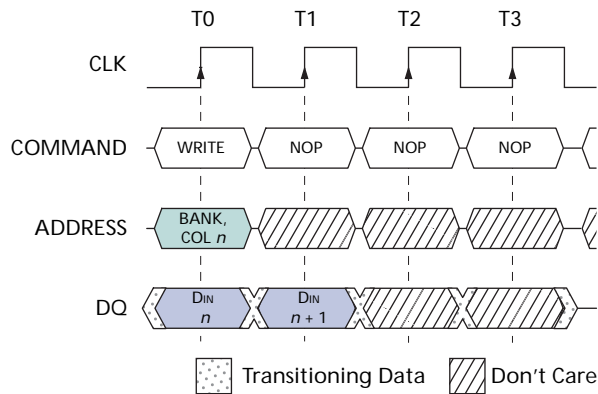 T0 T1 T2 T3
CLK
COMMAND WRITE NOP NOP NOP
ADDRESS BANK,
COL n
DQ DIN DIN
n n + 1
Transitioning Data Don't Care